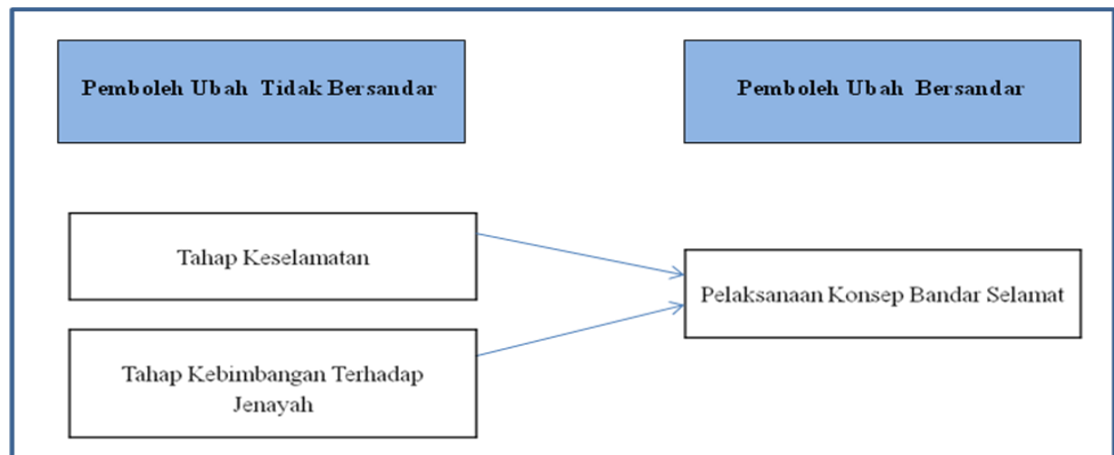 Pemboleh Ubah Tidak Bersandar
Pemboleh Ubah Bersandar
Tahap Keselamatan
Pelaksanaan Konsep Bandar Selamat
Tahap Kebimbangan Terhadap
Jenayah